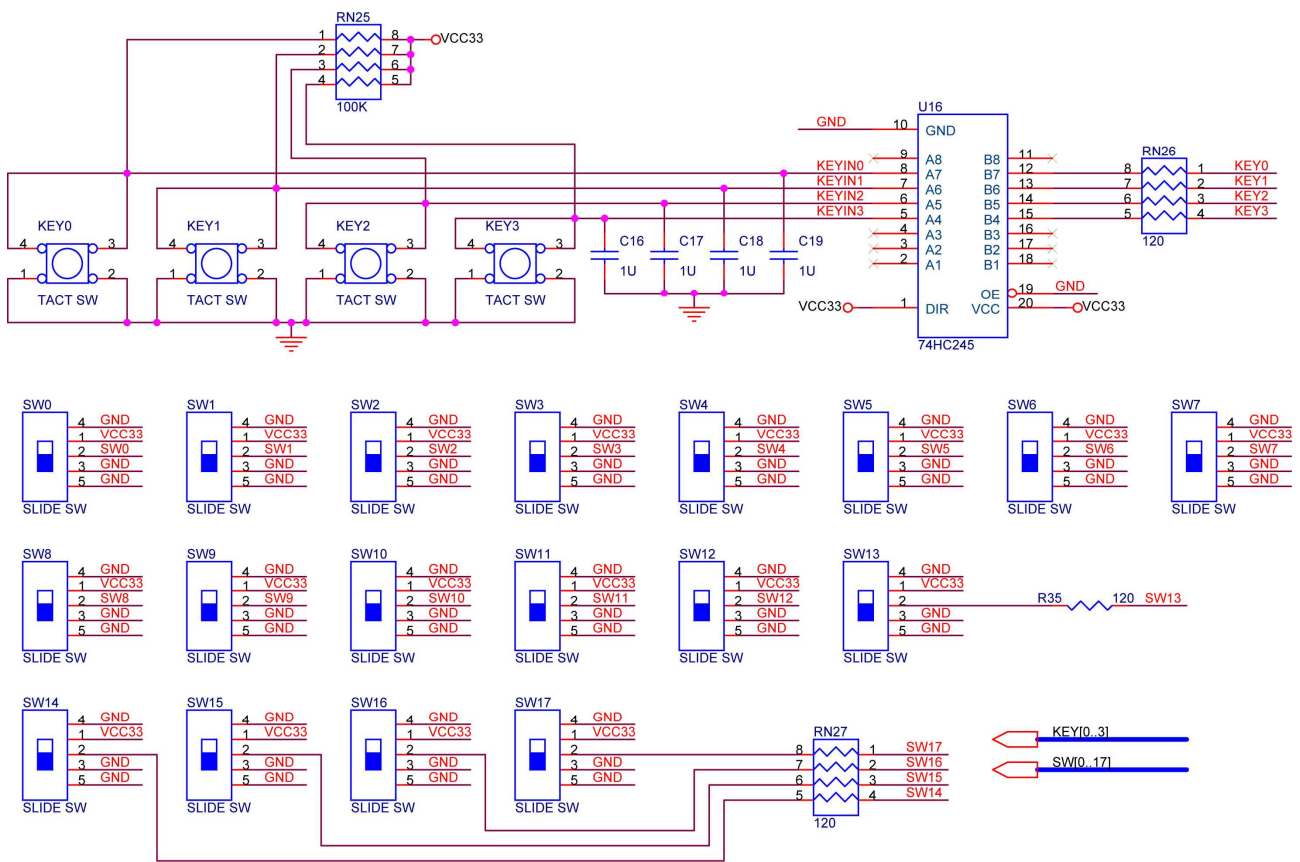 RN25
1 8 VCC33
2 7
3 6
4 5
100K
U16
GND 10 GND
9 A8 B8 11
KEYIN0 8 A7 B7 12
KEYIN1 7 A6 B6 13
KEYIN2 6 A5 B5 14
KEYIN3 5 A4 B4 15
4 A3 B3 16
3 A2 B2 17
2 A1 B1 18
OE 19 GND
VCC33 1 DIR VCC 20 VCC33
74HC245
RN26
8 1 KEY0
7 2 KEY1
6 3 KEY2
5 4 KEY3
120
KEY0 KEY1 KEY2 KEY3
4 3 4 3 4 3 4 3
1 2 1 2 1 2 1 2
TACT SW TACT SW TACT SW TACT SW
C16 C17 C18 C19
1U 1U 1U 1U
SW0 SW1 SW2 SW3 SW4 SW5 SW6 SW7
4 GND 4 GND 4 GND 4 GND 4 GND 4 GND 4 GND 4 GND
1 VCC33 1 VCC33 1 VCC33 1 VCC33 1 VCC33 1 VCC33 1 VCC33 1 VCC33
2 SW0 2 SW1 2 SW2 2 SW3 2 SW4 2 SW5 2 SW6 2 SW7
3 GND 3 GND 3 GND 3 GND 3 GND 3 GND 3 GND 3 GND
5 GND 5 GND 5 GND 5 GND 5 GND 5 GND 5 GND 5 GND
SLIDE SW SLIDE SW SLIDE SW SLIDE SW SLIDE SW SLIDE SW SLIDE SW SLIDE SW
SW8 SW9 SW10 SW11 SW12 SW13
4 GND 4 GND 4 GND 4 GND 4 GND 4 GND
1 VCC33 1 VCC33 1 VCC33 1 VCC33 1 VCC33 1 VCC33
2 SW8 2 SW9 2 SW10 2 SW11 2 SW12 2 R35 120 SW13
3 GND 3 GND 3 GND 3 GND 3 GND 3 GND
5 GND 5 GND 5 GND 5 GND 5 GND 5 GND
SLIDE SW SLIDE SW SLIDE SW SLIDE SW SLIDE SW SLIDE SW
SW14 SW15 SW16 SW17
4 GND 4 GND 4 GND 4 GND
1 VCC33 1 VCC33 1 VCC33 1 VCC33
2 2 2 2
3 GND 3 GND 3 GND 3 GND
5 GND 5 GND 5 GND 5 GND
SLIDE SW SLIDE SW SLIDE SW SLIDE SW
RN27
8 1 SW17
7 2 SW16
6 3 SW15
5 4 SW14
120
KEY[0..3]
SW[0..17]